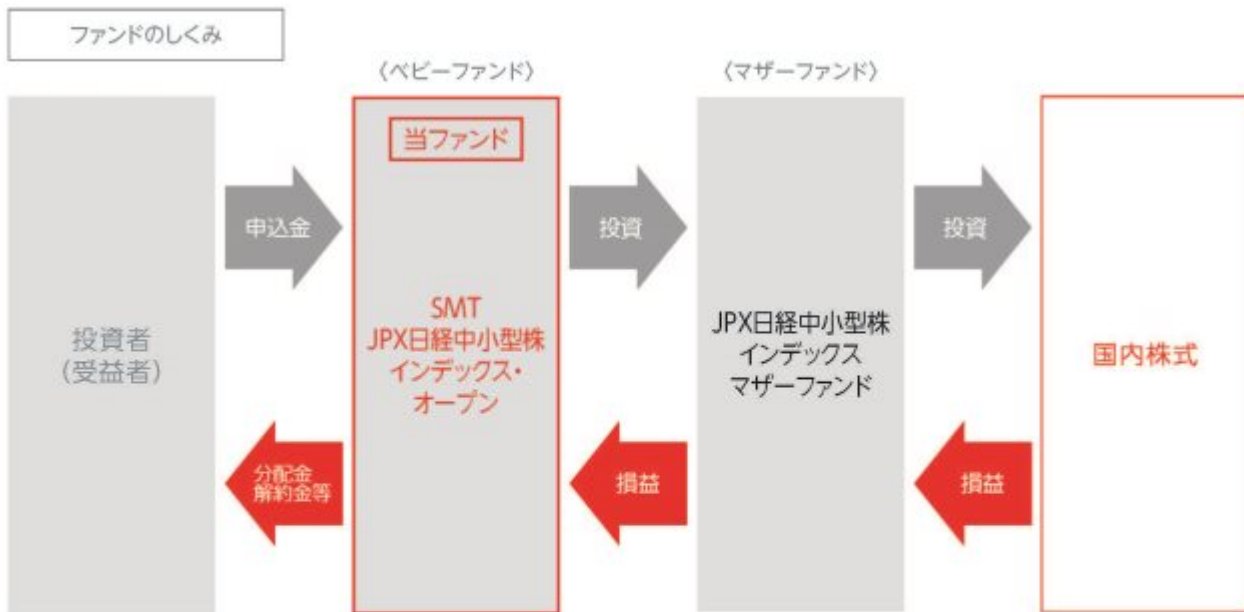 ファンドのしくみ
〈ベビーファンド〉
〈マザーファンド〉
当ファンド
申込金
投資
投資
投資者
(受益者)
SMT
JPX日経中小型株
インデックス・
オープン
JPX日経中小型株
インデックス
マザーファンド
国内株式
分配金
解約金等
損益
損益